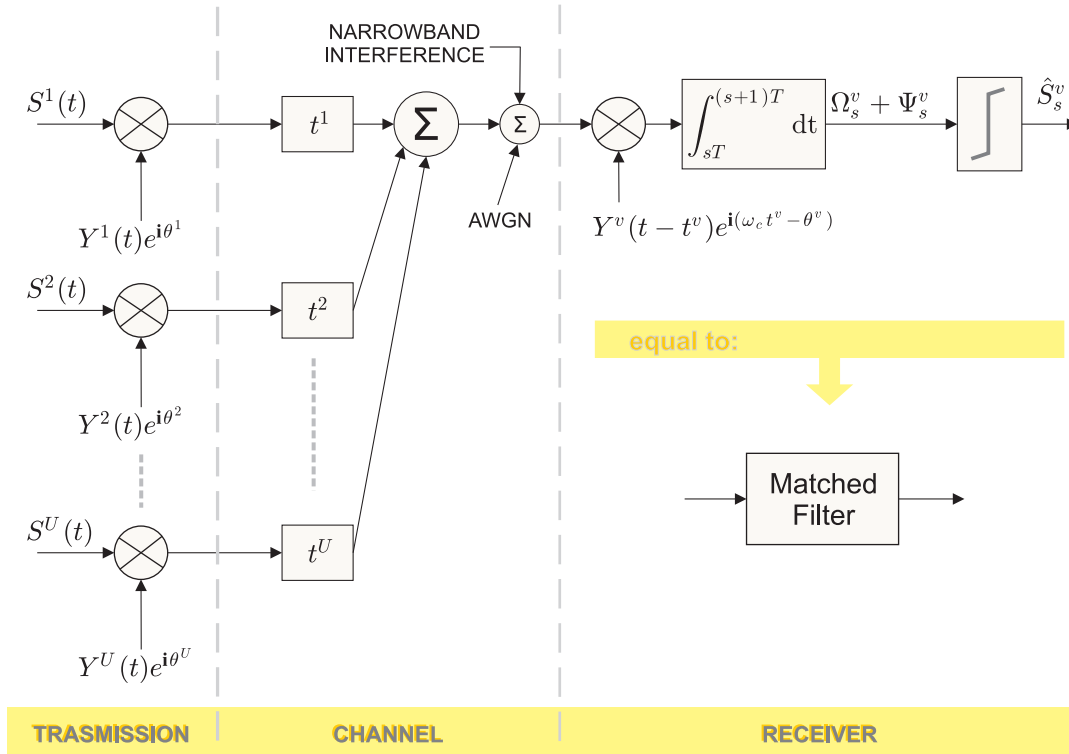 NARROWBAND
INTERFERENCE
S^1(t)
t^1
Σ
Σ
∫_{sT}^{(s+1)T} dt
Ω_s^v + Ψ_s^v
Ŝ_s^v
AWGN
Y^1(t)e^{iθ^1}
Y^v(t − t^v)e^{i(ω_c t^v − θ^v)}
S^2(t)
t^2
equal to:
Y^2(t)e^{iθ^2}
Matched
Filter
S^U(t)
t^U
Y^U(t)e^{iθ^U}
TRASMISSION
CHANNEL
RECEIVER